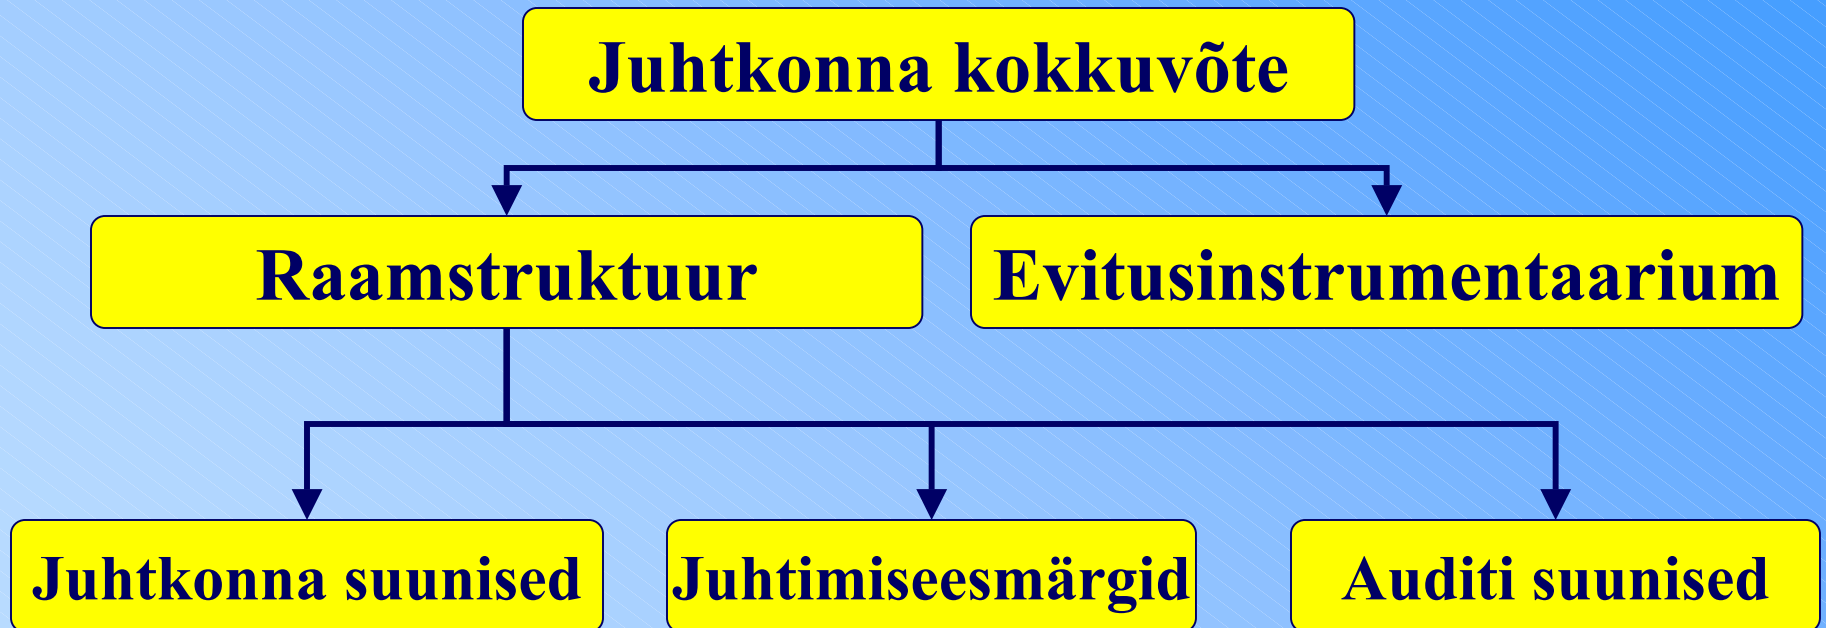 Juhtkonna kokkuvõte
Raamstruktuur
Evitusinstrumentaarium
Juhtkonna suunised
Juhtimiseesmärgid
Auditi suunised